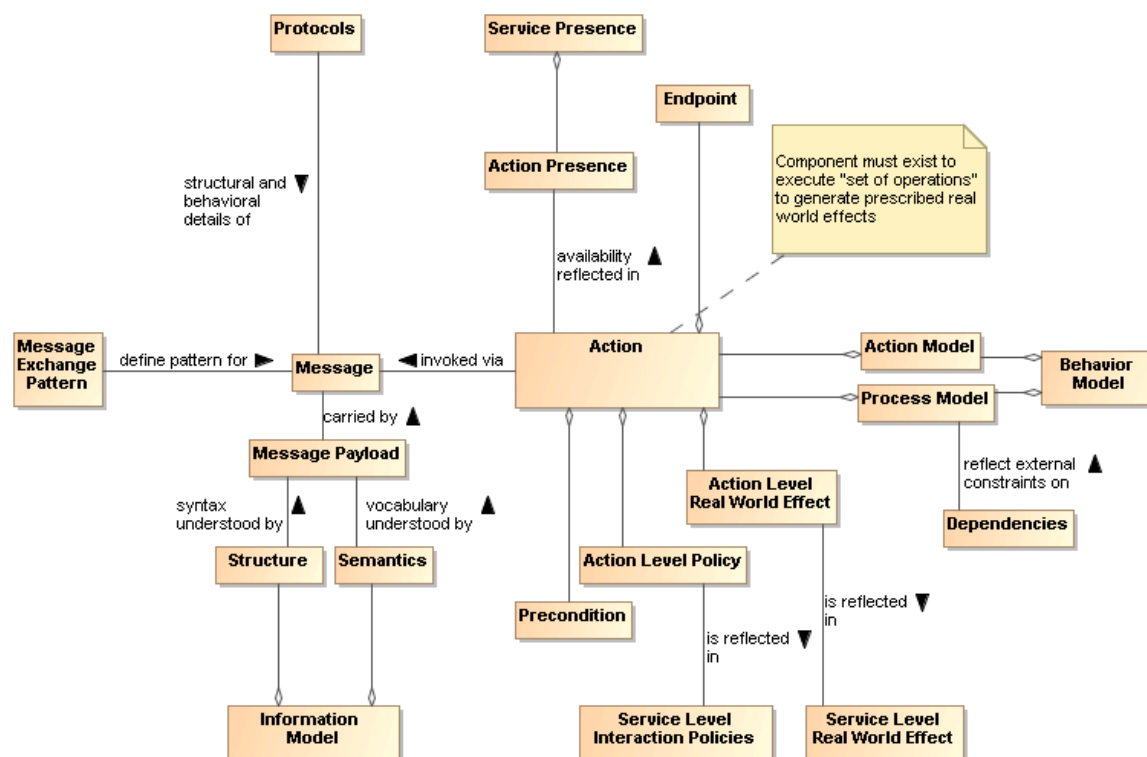 Protocols
Service Presence
Endpoint
Component must exist to
execute "set of operations"
to generate prescribed real
world effects
Action Presence
structural and
behavioral
details of
availability
reflected in
Message
Exchange
Pattern
define pattern for
Message
invoked via
Action
Action Model
Behavior
Model
Process Model
carried by
Message Payload
reflect external
constraints on
syntax
understood by
vocabulary
understood by
Action Level
Real World Effect
Dependencies
Structure
Semantics
Action Level Policy
Precondition
is reflected
in
is reflected
in
Information
Model
Service Level
Interaction Policies
Service Level
Real World Effect